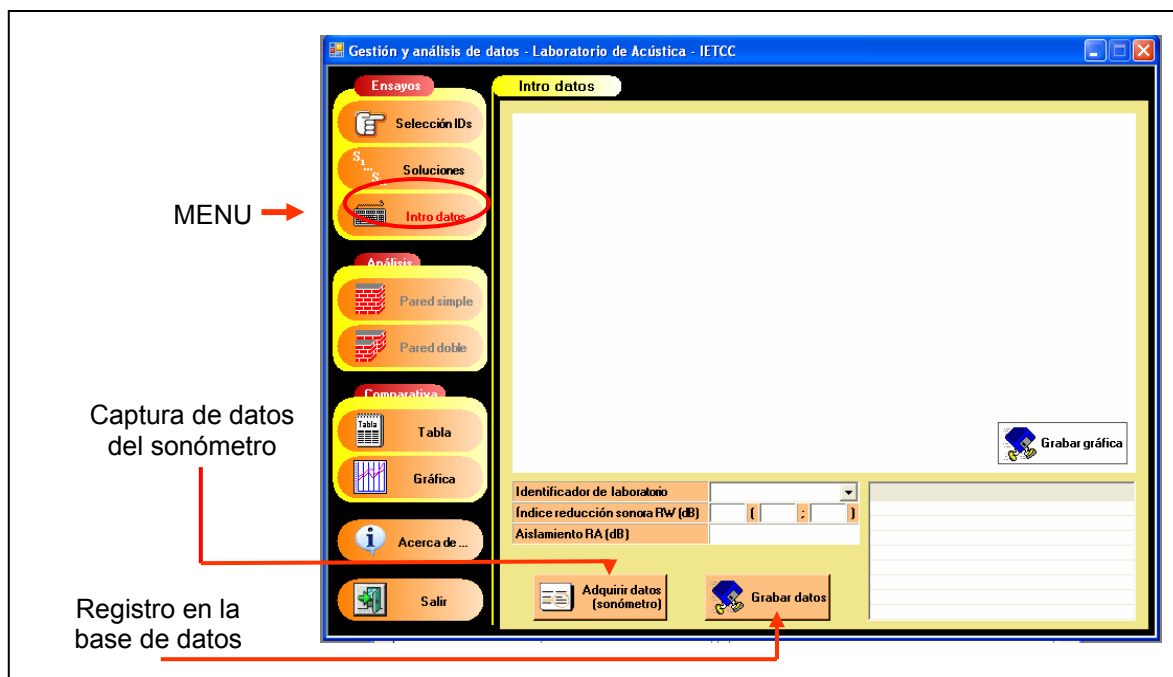 Gestión y análisis de datos - Laboratorio de Acústica - IETCC
Ensayos
Intro datos
Selección IDs
S1...S
Soluciones
MENU
Intro datos
Análisis
Pared simple
Pared doble
Comparativa
Captura de datos
del sonómetro
Tabla
Tabla
Grabar gráfica
Gráfica
Identificador de laboratorio
Índice reducción sonora RW (dB) ( ; )
Aislamiento RA (dB)
Acerca de ...
Adquirir datos
(sonómetro)
Grabar datos
Salir
Registro en la
base de datos